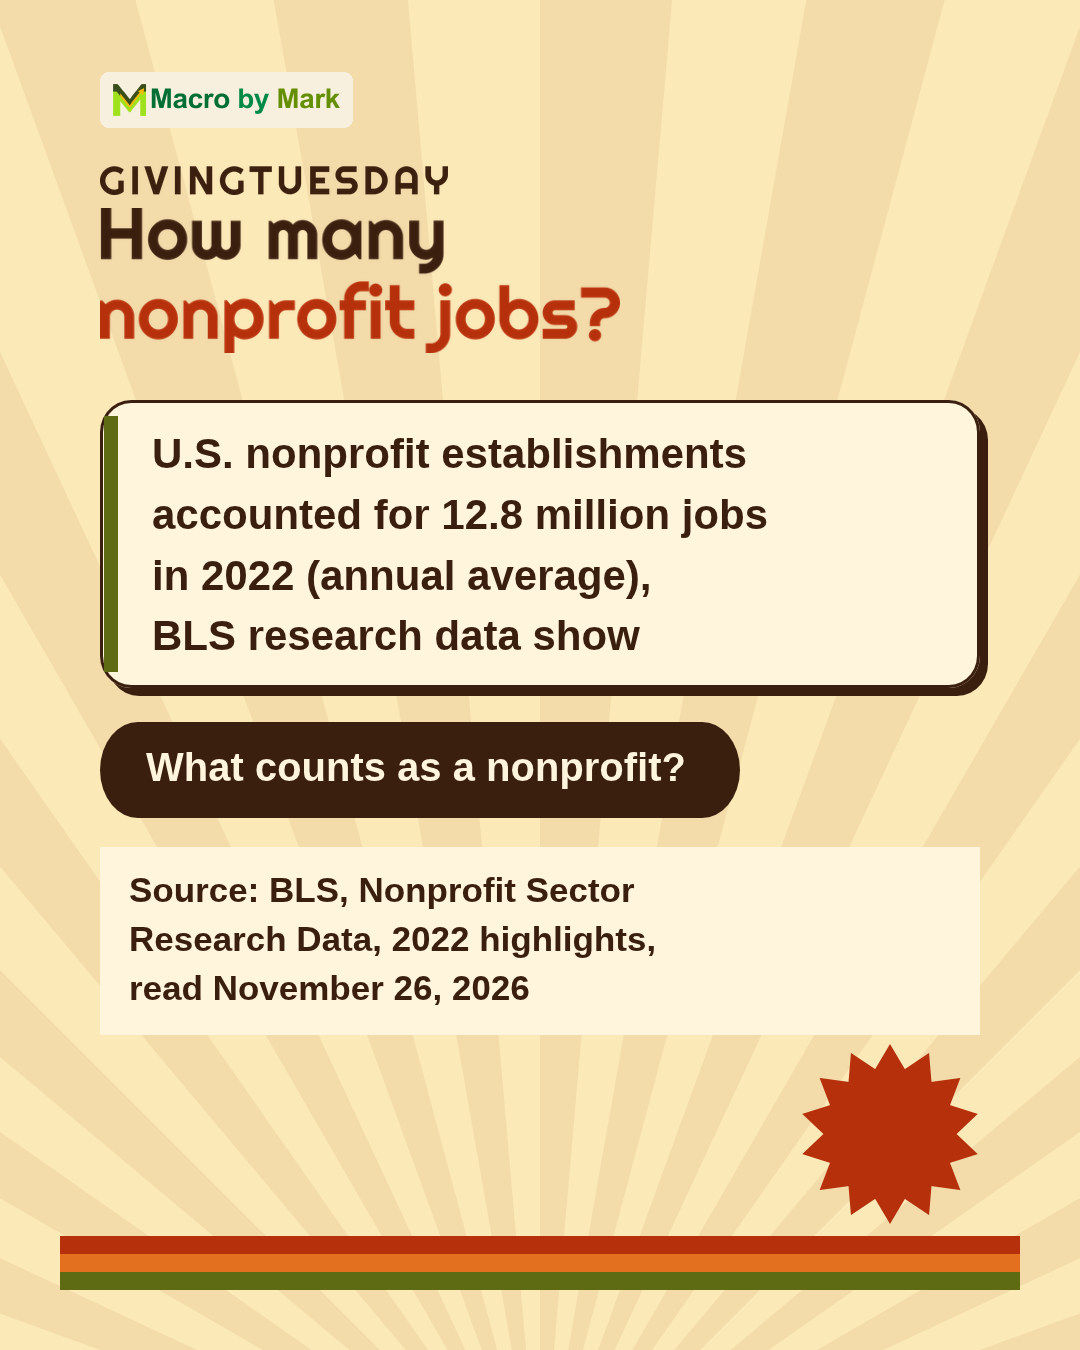 Macro by Mark
GIVINGTUESDAY
How many
nonprofit jobs?
U.S. nonprofit establishments
accounted for 12.8 million jobs
in 2022 (annual average),
BLS research data show
What counts as a nonprofit?
Source: BLS, Nonprofit Sector
Research Data, 2022 highlights,
read November 26, 2026